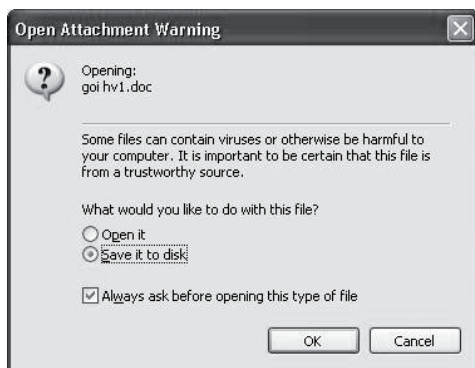 Open Attachment Warning
Opening:
goi hv1.doc
Some files can contain viruses or otherwise be harmful to
your computer. It is important to be certain that this file is
from a trustworthy source.
What would you like to do with this file?
Open it
Save it to disk
Always ask before opening this type of file
OK Cancel